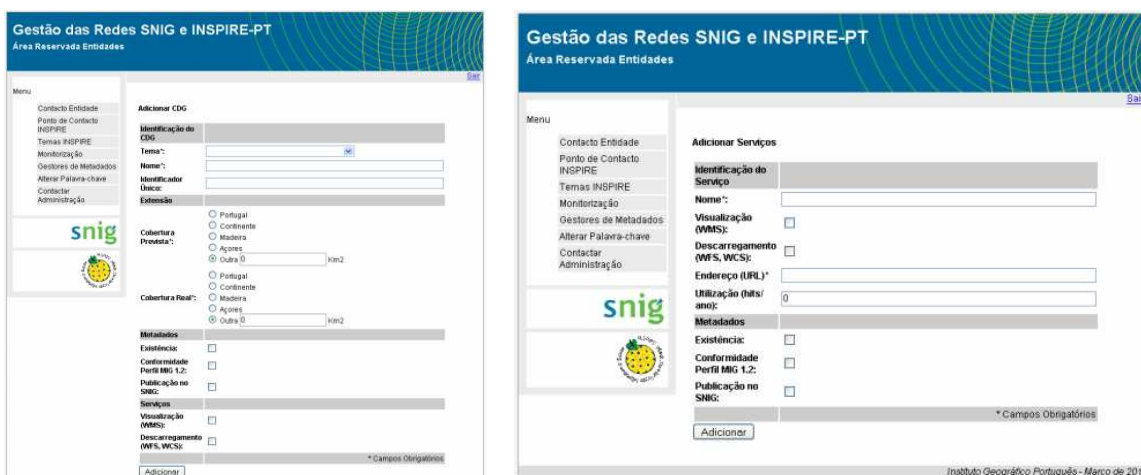 Gestão das Redes SNIG e INSPIRE-PT
Área Reservada Entidades
Sair
Menu
Contacto Entidade
Ponto de Contacto
INSPIRE
Temas INSPIRE
Monitorização
Gestores de Metadados
Alterar Palavra-chave
Contactar
Administração
snig
Adicionar CDG
Identificação do
CDG
Tema*:
Nome*:
Identificador
Único:
Extensão
Cobertura
Prevista*:
Portugal
Continente
Madeira
Açores
Outra 0 Km2
Cobertura Real*:
Portugal
Continente
Madeira
Açores
Outra 0 Km2
Metadados
Existência:
Conformidade
Perfil MIG 1.2:
Publicação no
SNIG:
Serviços
Visualização
(WMS):
Descarregamento
(WFS, WCS):
* Campos Obrigatórios
Adicionar
Gestão das Redes SNIG e INSPIRE-PT
Área Reservada Entidades
Sair
Menu
Contacto Entidade
Ponto de Contacto
INSPIRE
Temas INSPIRE
Monitorização
Gestores de Metadados
Alterar Palavra-chave
Contactar
Administração
snig
Adicionar Serviços
Identificação do
Serviço
Nome*:
Visualização
(WMS):
Descarregamento
(WFS, WCS):
Endereço (URL)*
Utilização (hits/
ano): 0
Metadados
Existência:
Conformidade
Perfil MIG 1.2:
Publicação no
SNIG:
* Campos Obrigatórios
Adicionar
Instituto Geográfico Português - Março de 201